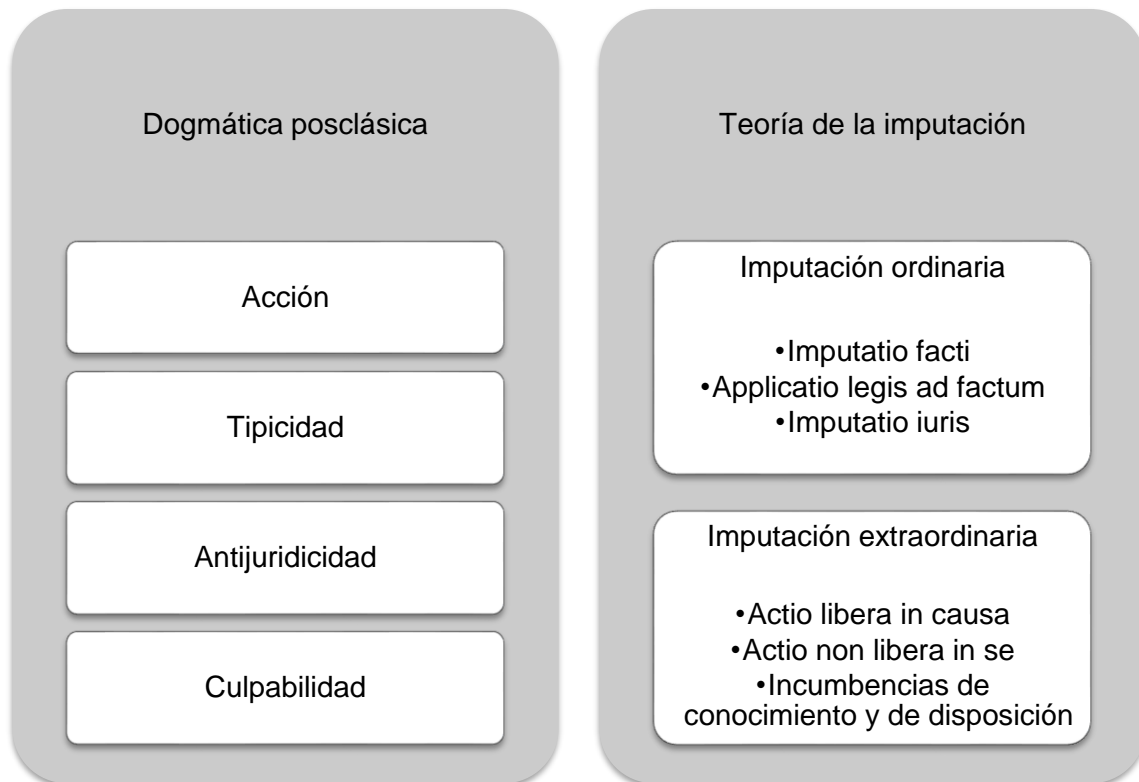 Dogmática posclásica
Acción
Tipicidad
Antijuridicidad
Culpabilidad
Teoría de la imputación
Imputación ordinaria
•Imputatio facti
•Applicatio legis ad factum
•Imputatio iuris
Imputación extraordinaria
•Actio libera in causa
•Actio non libera in se
•Incumbencias de
conocimiento y de disposición